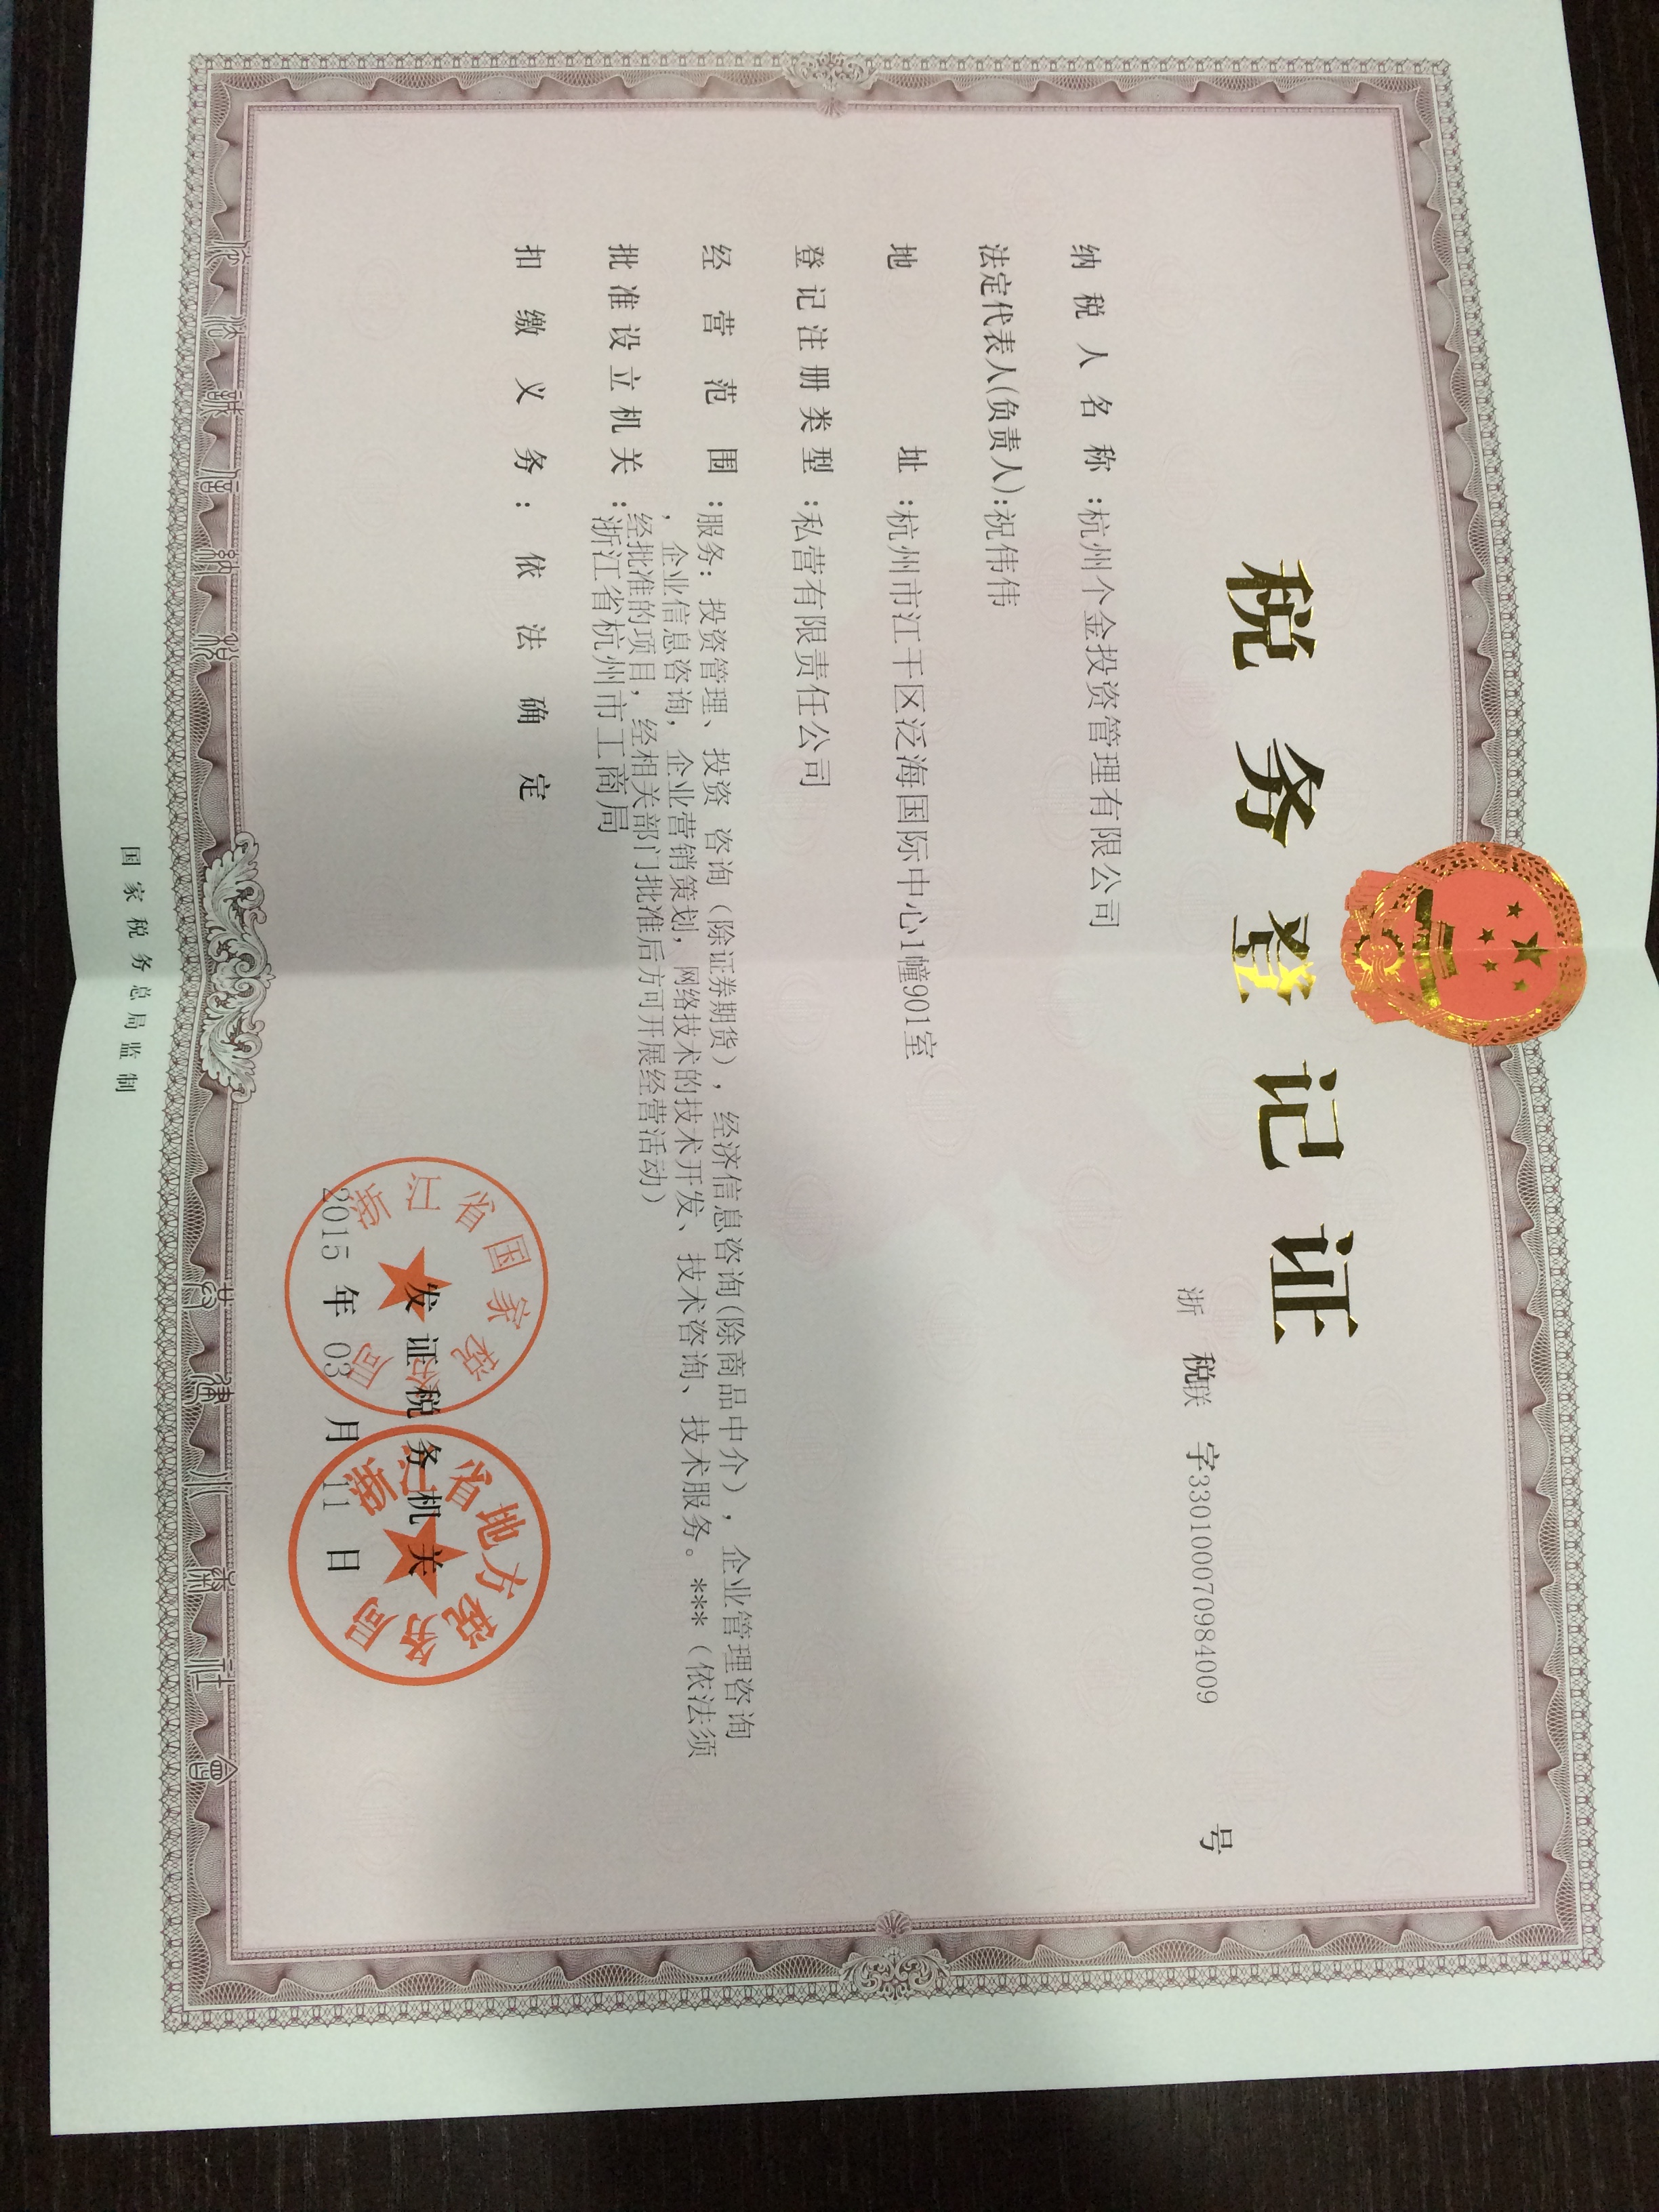 税务登记证
浙 税联 字330100070984009 号
纳税人名称:杭州个金投资管理有限公司
法定代表人(负责人):祝伟伟
地址:杭州市江干区泛海国际中心1幢901室
登记注册类型:私营有限责任公司
经营范围:服务:投资管理、投资 咨询(除证券期货),经济信息咨询(除商品中介),企业管理咨询
,企业信息咨询,企业营销策划,网络技术的技术开发、技术咨询、技术服务。***(依法须
经批准的项目,经相关部门批准后方可开展经营活动)
批准设立机关:浙江省杭州市工商局
扣缴义务:依法确定
浙江省国家税务局
浙江省地方税务局
发证税务机关
2015 年 03 月 11 日
国家税务总局监制